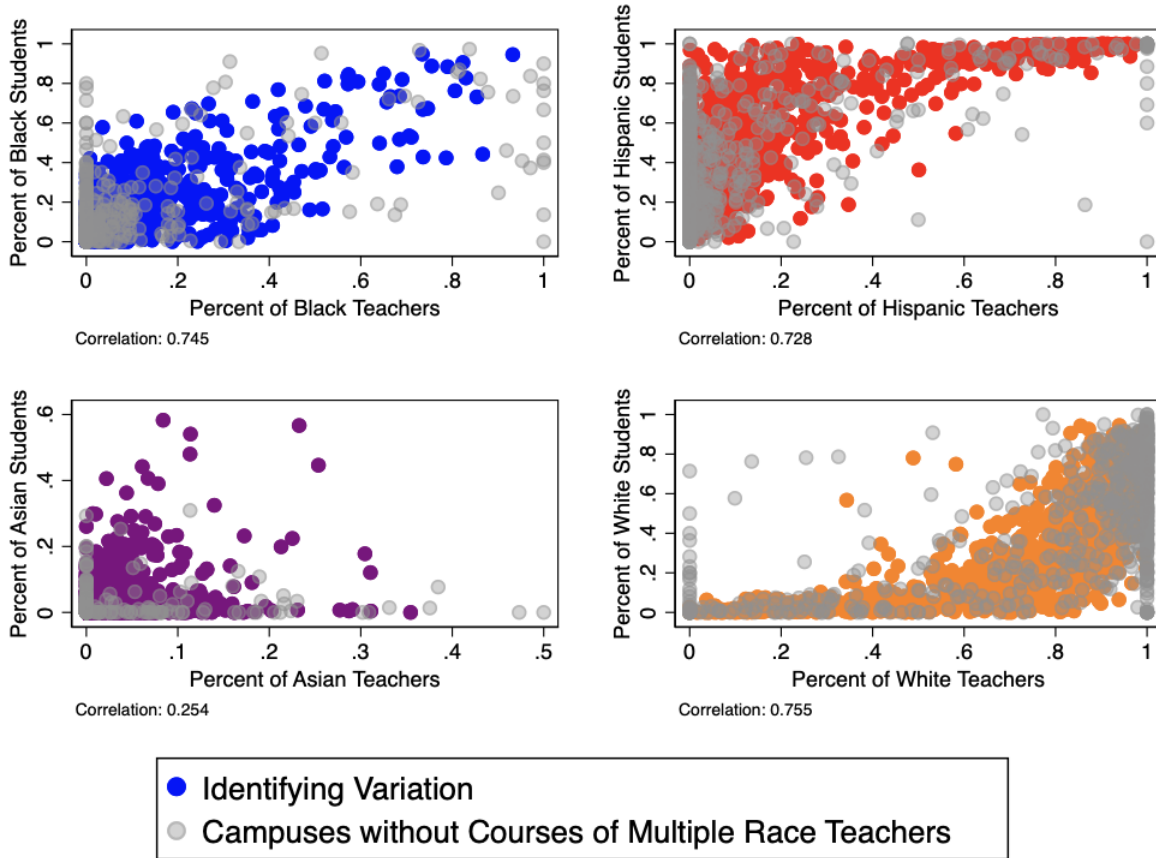 Percent of Black Students
0 .2 .4 .6 .8 1
0 .2 .4 .6 .8 1
Percent of Black Teachers
Correlation: 0.745
Percent of Hispanic Students
0 .2 .4 .6 .8 1
0 .2 .4 .6 .8 1
Percent of Hispanic Teachers
Correlation: 0.728
Percent of Asian Students
0 .2 .4 .6
0 .1 .2 .3 .4 .5
Percent of Asian Teachers
Correlation: 0.254
Percent of White Students
0 .2 .4 .6 .8 1
0 .2 .4 .6 .8 1
Percent of White Teachers
Correlation: 0.755
Identifying Variation
Campuses without Courses of Multiple Race Teachers